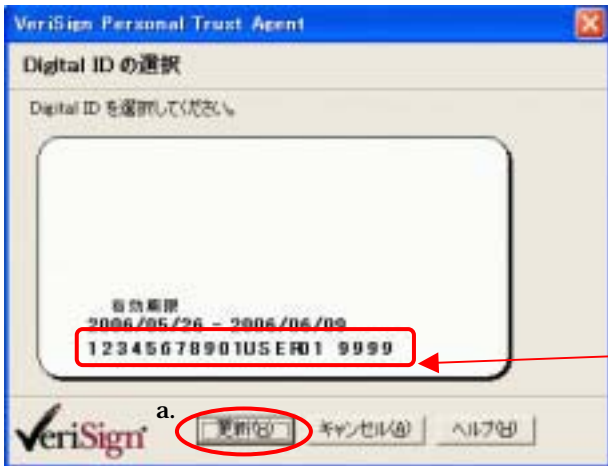 VeriSign Personal Trust Agent
Digital ID の選択
Digital ID を選択してください。
有効期限
2006/05/26 - 2006/06/09
12345678901USER01 9999
a.
VeriSign
更新(R)
キャンセル(A)
ヘルプ(H)